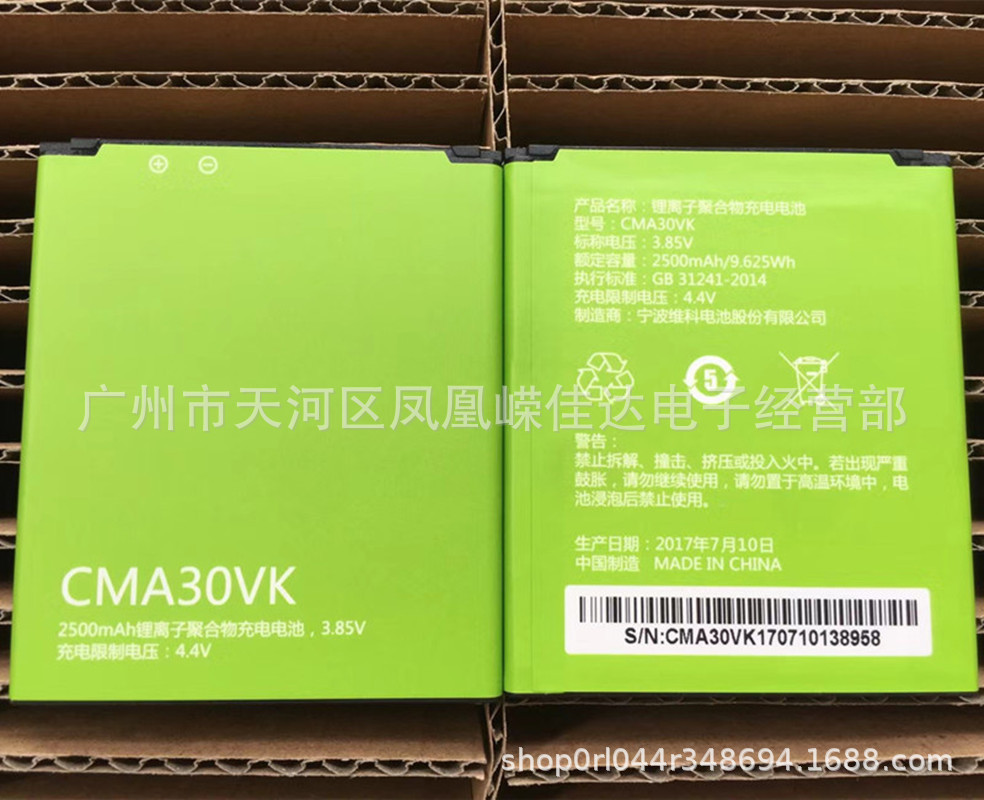 CMA30VK
2500mAh锂离子聚合物充电电池，3.85V
充电限制电压：4.4V
产品名称：锂离子聚合物充电电池
型号：CMA30VK
标称电压：3.85V
额定容量：2500mAh/9.625Wh
执行标准：GB 31241-2014
充电限制电压：4.4V
制造商：宁波维科电池股份有限公司
5
警告：
禁止拆解、撞击、挤压或投入火中。若出现严重
鼓胀，请勿继续使用，请勿置于高温环境中，电
池浸泡后禁止使用。
生产日期：2017年7月10日
中国制造 MADE IN CHINA
S/N:CMA30VK170710138958
广州市天河区凤凰嵘佳达电子经营部
shop0rl044r348694.1688.com